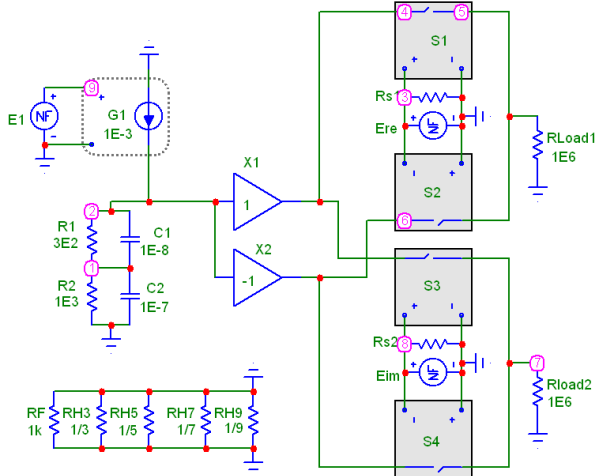 4 5
S1
9
+
G1
1E-3
+
NF
E1
-
+ -
Rs1 3
Ere + NF -
+ -
RLoad1
1E6
X1
1
S2
6
2
R1
3E2
C1
1E-8
X2
-1
1
R2
1E3
C2
1E-7
S3
+ -
Rs2 8
Eim + NF -
+ -
7
Rload2
1E6
S4
RF RH3 RH5 RH7 RH9
1k 1/3 1/5 1/7 1/9